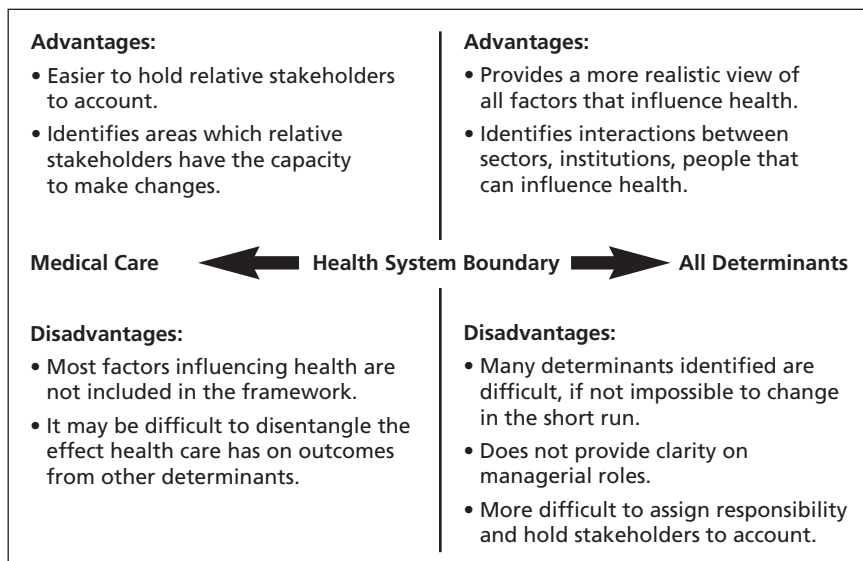 Advantages:
• Easier to hold relative stakeholders
to account.
• Identifies areas which relative
stakeholders have the capacity
to make changes.
Advantages:
• Provides a more realistic view of
all factors that influence health.
• Identifies interactions between
sectors, institutions, people that
can influence health.
Medical Care Health System Boundary All Determinants
Disadvantages:
• Most factors influencing health are
not included in the framework.
• It may be difficult to disentangle the
effect health care has on outcomes
from other determinants.
Disadvantages:
• Many determinants identified are
difficult, if not impossible to change
in the short run.
• Does not provide clarity on
managerial roles.
• More difficult to assign responsibility
and hold stakeholders to account.